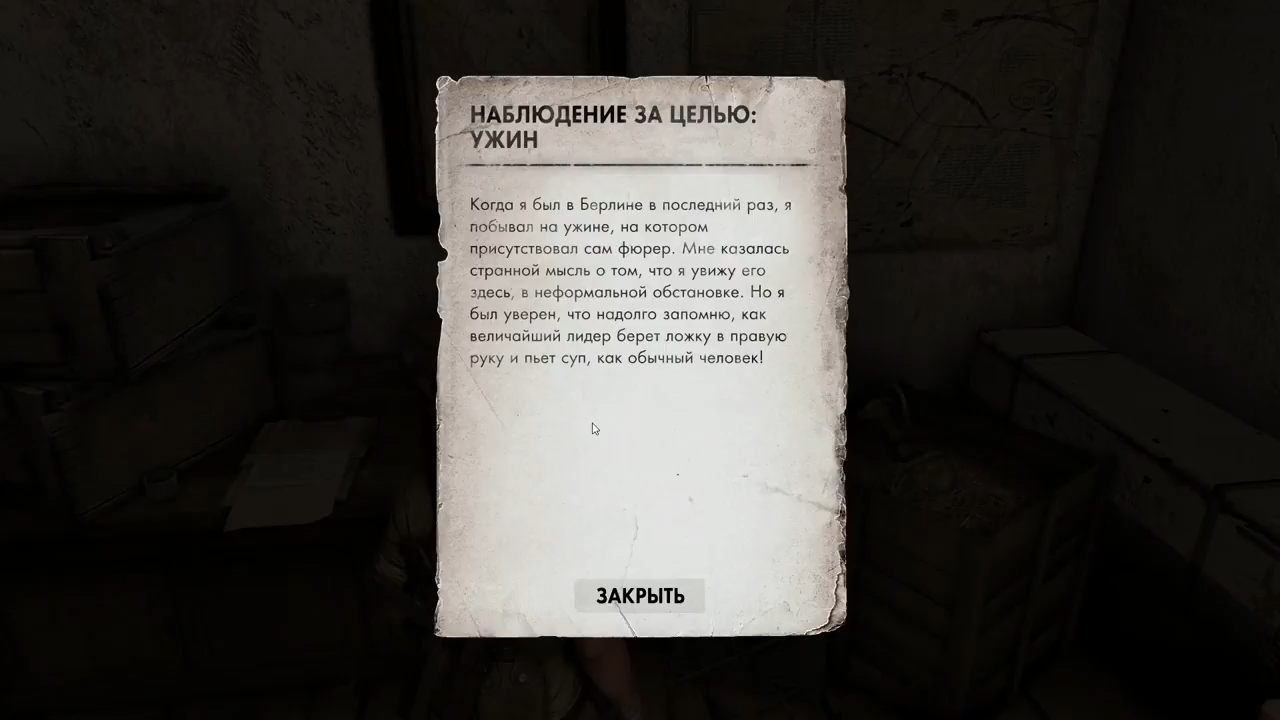 НАБЛЮДЕНИЕ ЗА ЦЕЛЬЮ:
УЖИН
Когда я был в Берлине в последний раз, я
побывал на ужине, на котором
присутствовал сам фюрер. Мне казалась
странной мысль о том, что я увижу его
здесь, в неформальной обстановке. Но я
был уверен, что надолго запомню, как
величайший лидер берет ложку в правую
руку и пьет суп, как обычный человек!
ЗАКРЫТЬ